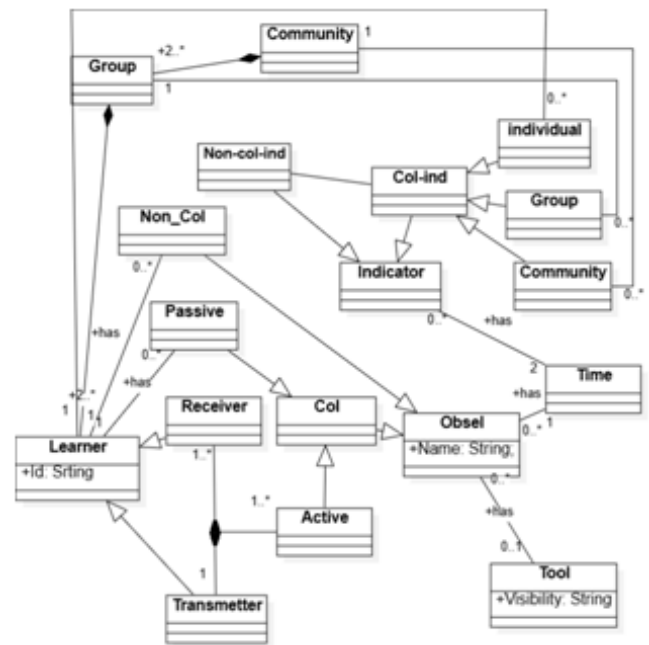 Community
1
+2..*
Group
1
0..*
individual
Non-col-ind
Col-ind
Group
0..*
Non_Col
0..*
Indicator
0..*
Community
0..*
Passive
0..*
+has
+has
+has
2
Time
+has
1
0..*
Receiver
1..*
Col
Obsel
+Name: String;
0..*
+2..*
1
1
1
Learner
+Id: Srting
1..*
Active
+has
0..1
1
Transmetter
Tool
+Visibility: String